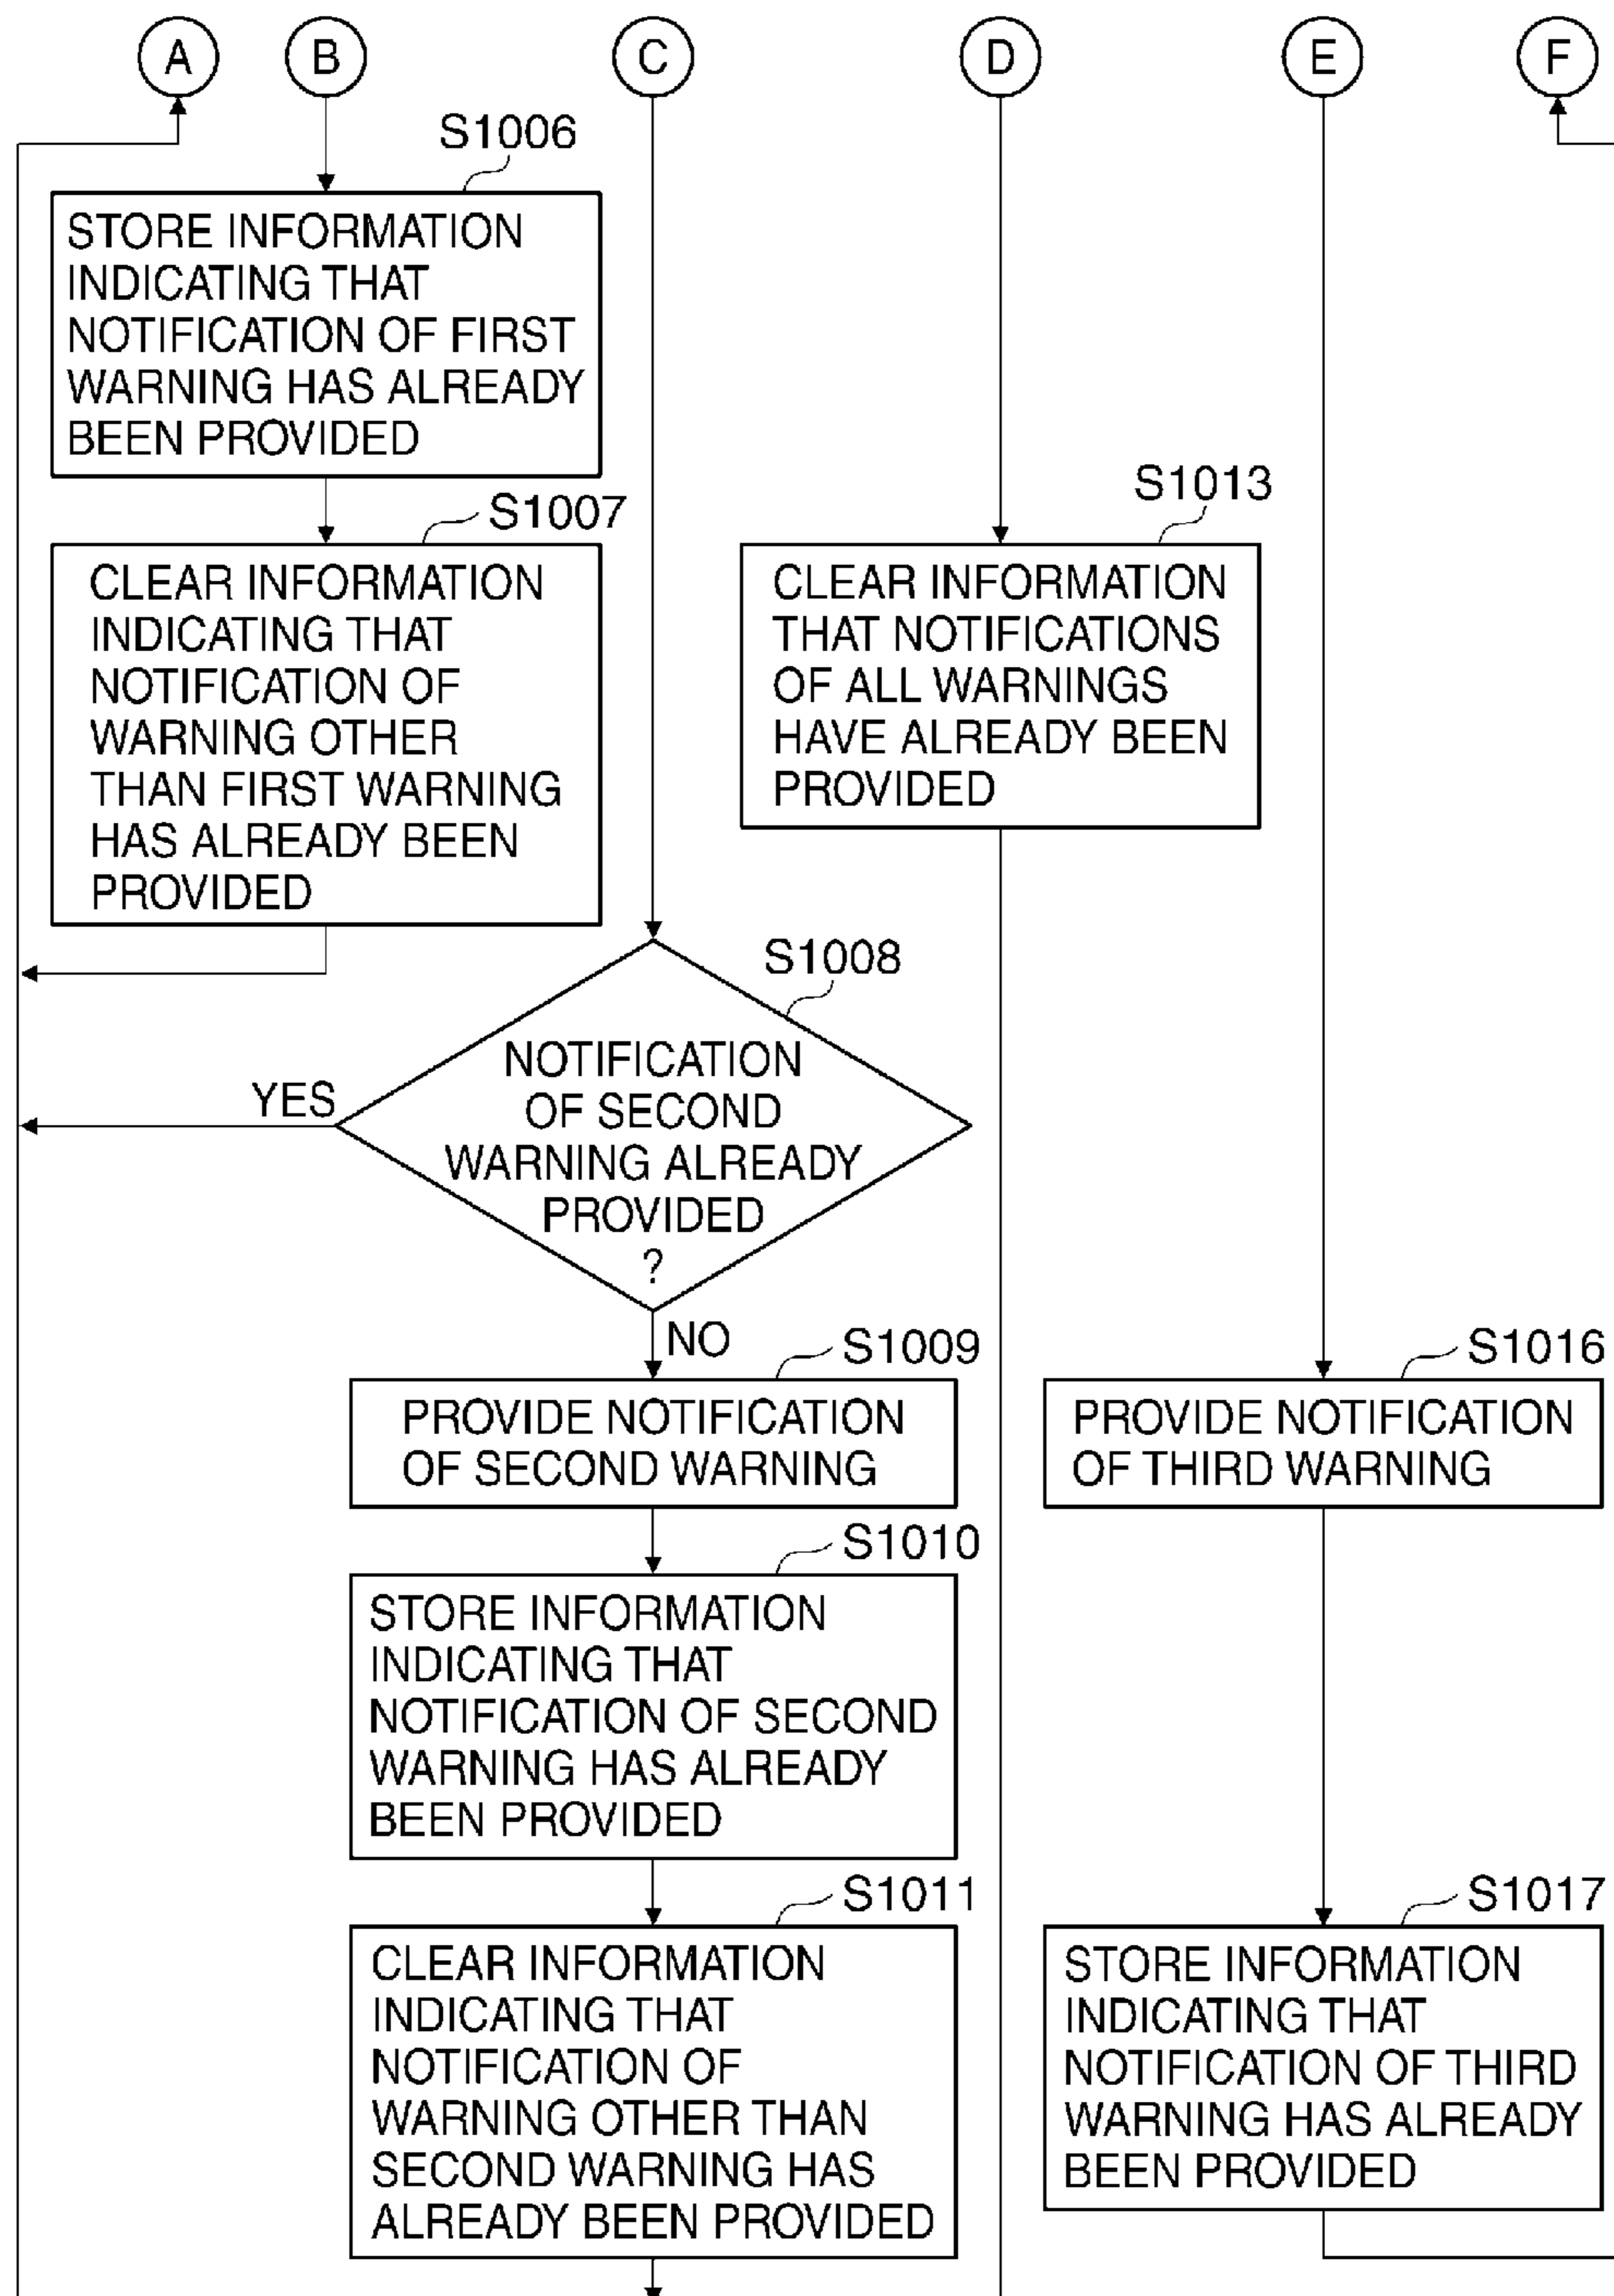 A
B
C
D
E
F
S1006
STORE INFORMATION
INDICATING THAT
NOTIFICATION OF FIRST
WARNING HAS ALREADY
BEEN PROVIDED
S1007
CLEAR INFORMATION
INDICATING THAT
NOTIFICATION OF
WARNING OTHER
THAN FIRST WARNING
HAS ALREADY BEEN
PROVIDED
S1013
CLEAR INFORMATION
THAT NOTIFICATIONS
OF ALL WARNINGS
HAVE ALREADY BEEN
PROVIDED
S1008
NOTIFICATION
OF SECOND
WARNING ALREADY
PROVIDED
?
YES
NO
S1009
PROVIDE NOTIFICATION
OF SECOND WARNING
S1016
PROVIDE NOTIFICATION
OF THIRD WARNING
S1010
STORE INFORMATION
INDICATING THAT
NOTIFICATION OF SECOND
WARNING HAS ALREADY
BEEN PROVIDED
S1011
CLEAR INFORMATION
INDICATING THAT
NOTIFICATION OF
WARNING OTHER THAN
SECOND WARNING HAS
ALREADY BEEN PROVIDED
S1017
STORE INFORMATION
INDICATING THAT
NOTIFICATION OF THIRD
WARNING HAS ALREADY
BEEN PROVIDED